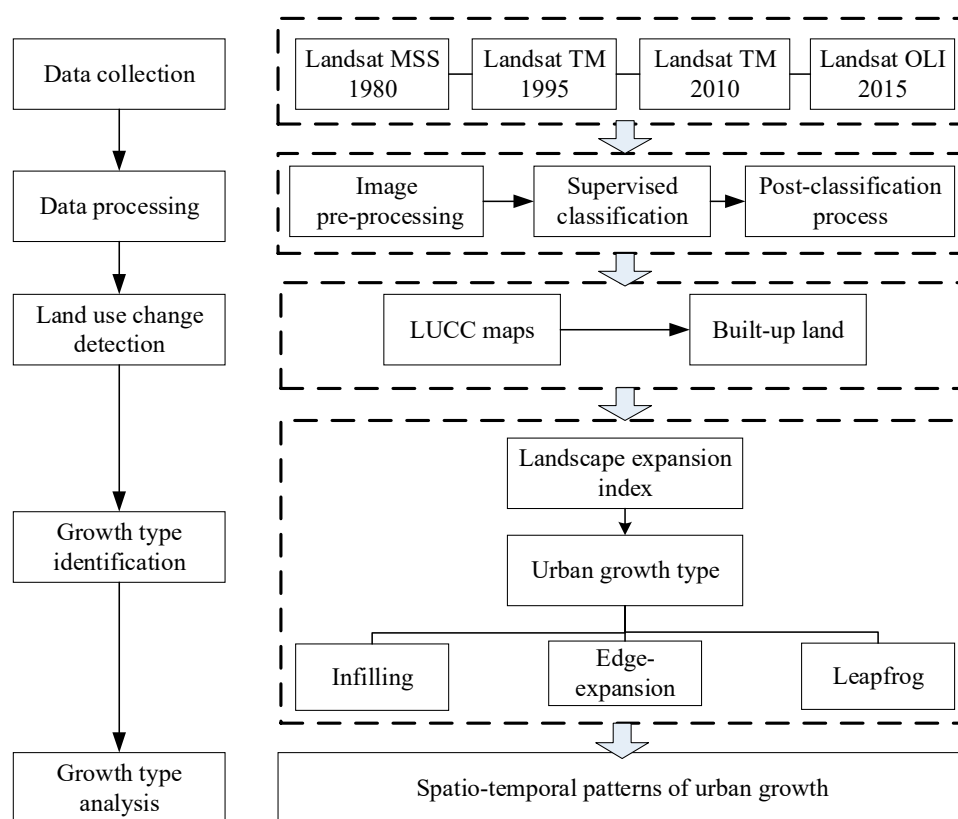 Data collection
Landsat MSS
1980
Landsat TM
1995
Landsat TM
2010
Landsat OLI
2015
Data processing
Image
pre-processing
Supervised
classification
Post-classification
process
Land use change
detection
LUCC maps
Built-up land
Growth type
identification
Landscape expansion
index
Urban growth type
Infilling
Edge-
expansion
Leapfrog
Growth type
analysis
Spatio-temporal patterns of urban growth